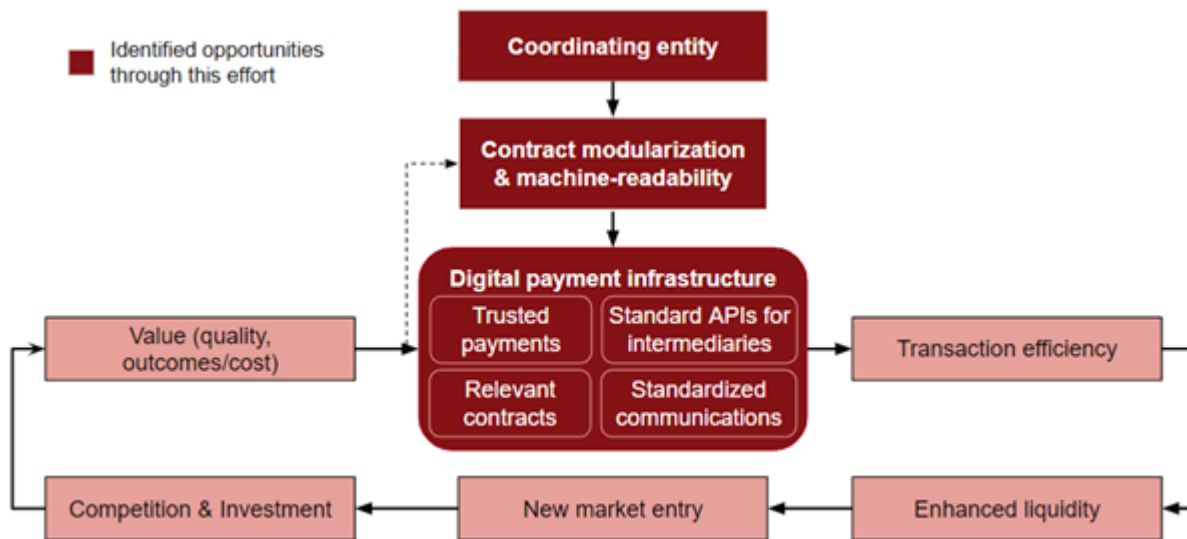 Identified opportunities
through this effort
Coordinating entity
Contract modularization
& machine-readability
Digital payment infrastructure
Trusted
payments
Standard APIs for
intermediaries
Relevant
contracts
Standardized
communications
Value (quality,
outcomes/cost)
Transaction efficiency
Competition & Investment
New market entry
Enhanced liquidity